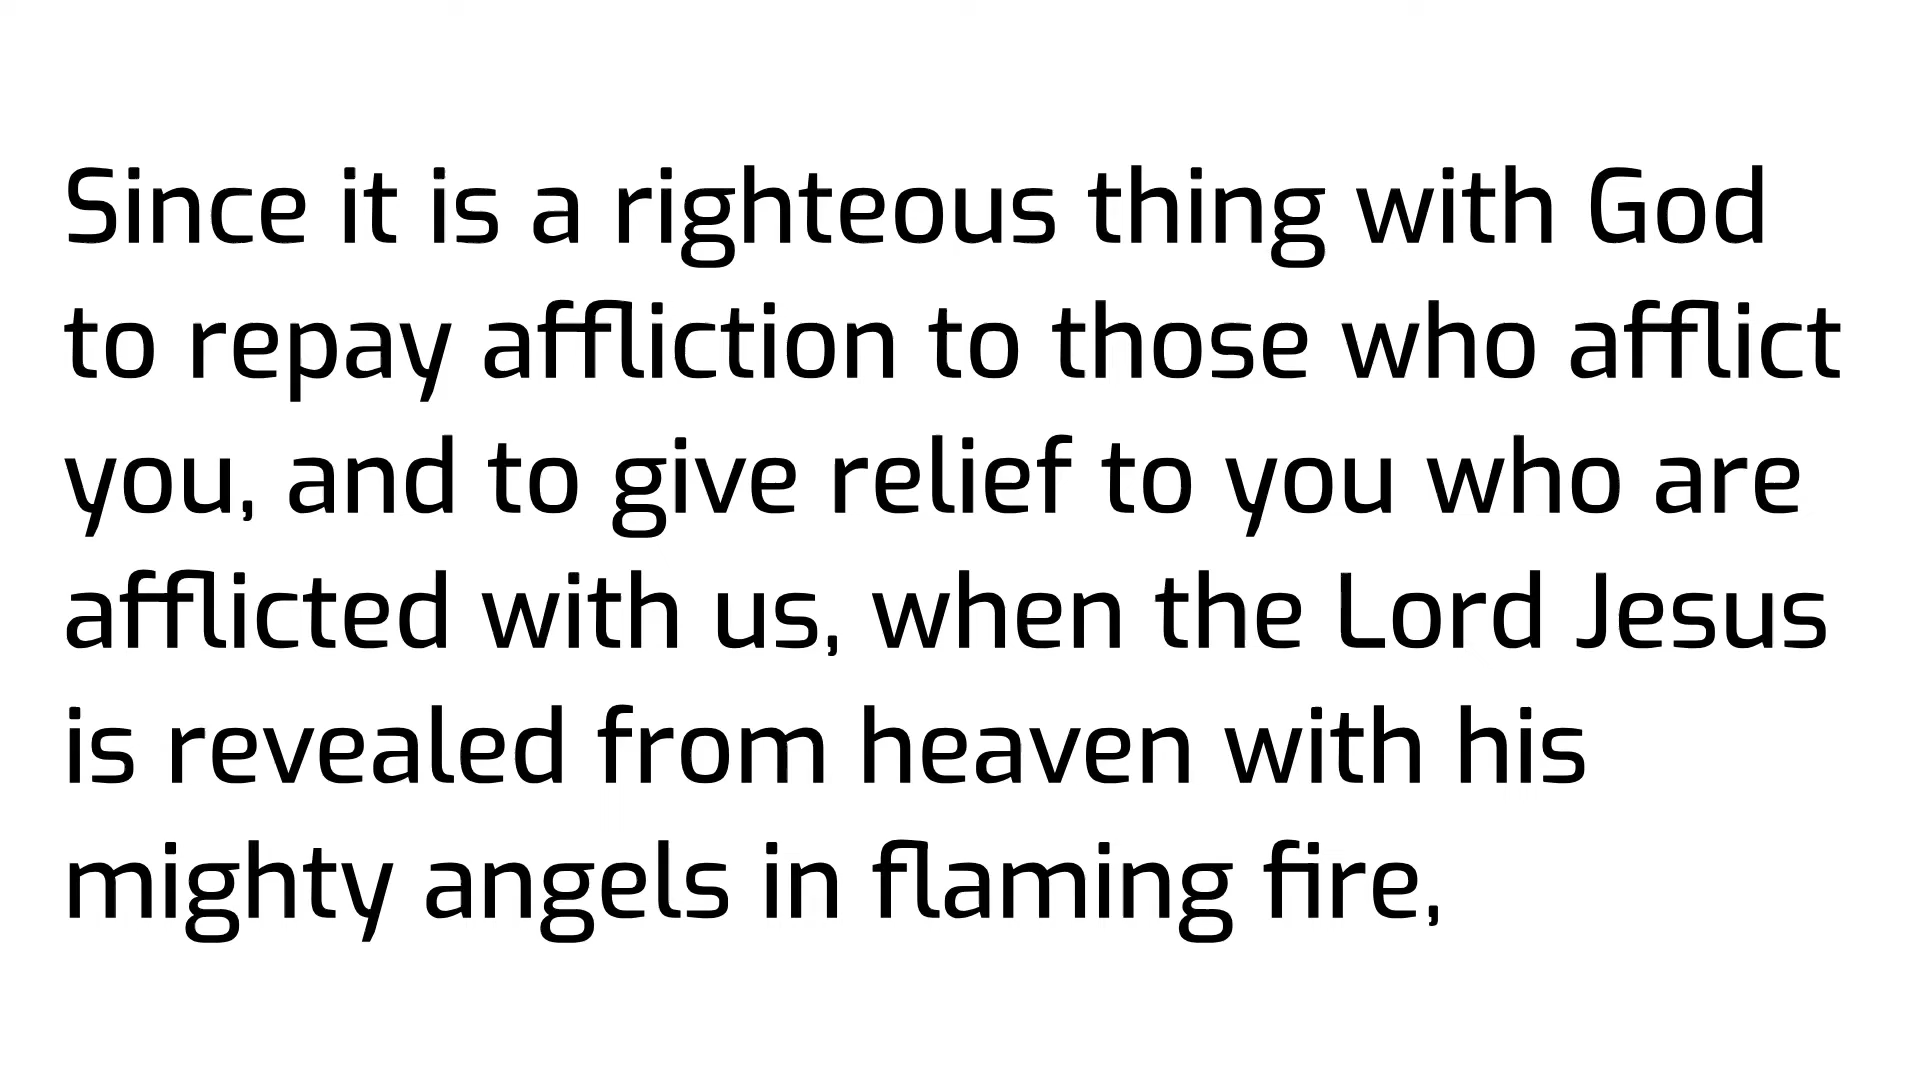 Since it is a righteous thing with God
to repay affliction to those who afflict
you, and to give relief to you who are
afflicted with us, when the Lord Jesus
is revealed from heaven with his
mighty angels in flaming fire,